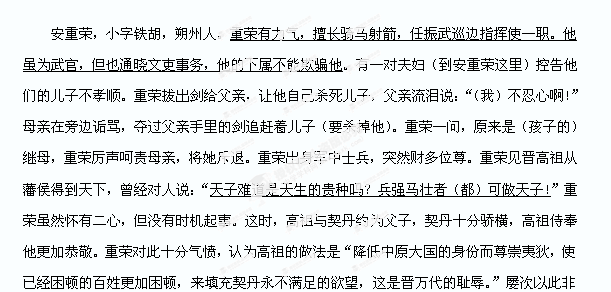 安重荣，小字铁胡，朔州人。重荣有力气，擅长骑马射箭，任振武巡边指挥使一职。他
虽为武官，但也通晓文吏事务，他的下属不能欺骗他。有一对夫妇（到安重荣这里）控告他
们的儿子不孝顺。重荣拔出剑给父亲，让他自己杀死儿子，父亲流泪说：“（我）不忍心啊！”
母亲在旁边诟骂，夺过父亲手里的剑追赶着儿子（要杀掉他）。重荣一问，原来是（孩子的）
继母，重荣厉声呵责母亲，将她斥退。重荣出身军中士兵，突然财多位尊。重荣见晋高祖从
藩侯得到天下，曾经对人说：“天子难道是天生的贵种吗？兵强马壮者（都）可做天子！”重
荣虽然怀有二心，但没有时机起事。这时，高祖与契丹约为父子，契丹十分骄横，高祖侍奉
他更加恭敬。重荣对此十分气愤，认为高祖的做法是“降低中原大国的身份而尊崇夷狄，使
已经困顿的百姓更加困顿，来填充契丹永不满足的欲望，这是晋万代的耻辱。”屡次以此非